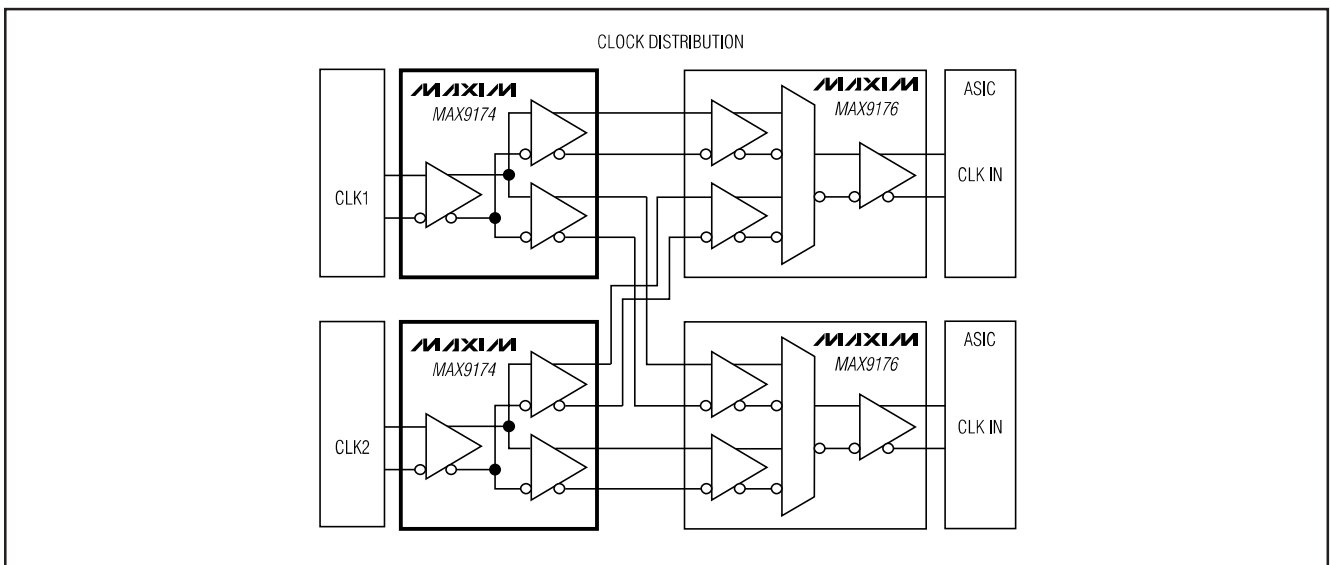 CLOCK DISTRIBUTION
CLK1
MAXIM
MAX9174
MAXIM
MAX9176
ASIC
CLK IN
CLK2
MAXIM
MAX9174
MAXIM
MAX9176
ASIC
CLK IN